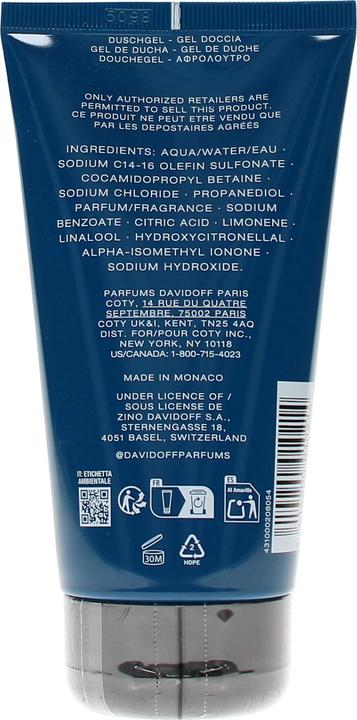 5098
DUSCHGEL - GEL DOCCIA
GEL DE DUCHA - GEL DE DUCHE
DOUCHEGEL - ΑΦΡΟΛΟΥΤΡΟ
ONLY AUTHORIZED RETAILERS ARE
PERMITTED TO SELL THIS PRODUCT.
CE PRODUIT NE PEUT ETRE VENDU QUE
PAR LES DEPOSTAIRES AGRÉÉS
INGREDIENTS: AQUA/WATER/EAU ·
SODIUM C14-16 OLEFIN SULFONATE ·
COCAMIDOPROPYL BETAINE ·
SODIUM CHLORIDE · PROPANEDIOL ·
PARFUM/FRAGRANCE · SODIUM
BENZOATE · CITRIC ACID · LIMONENE ·
LINALOOL · HYDROXYCITRONELLAL ·
ALPHA-ISOMETHYL IONONE ·
SODIUM HYDROXIDE.
PARFUMS DAVIDOFF PARIS
COTY, 14 RUE DU QUATRE
SEPTEMBRE, 75002 PARIS
COTY UK&I, KENT, TN25 4AQ
DIST. FOR/POUR COTY INC.,
NEW YORK, NY 10118
US/CANADA: 1-800-715-4023
MADE IN MONACO
UNDER LICENCE OF /
SOUS LICENSE DE
ZINO DAVIDOFF S.A.,
STERNENGASSE 18,
4051 BASEL, SWITZERLAND
@DAVIDOFFPARFUMS
IT: ETICHETTA
AMBIENTALE
FR
ES
Al Amarillo
30M
2
HDPE
431000208054